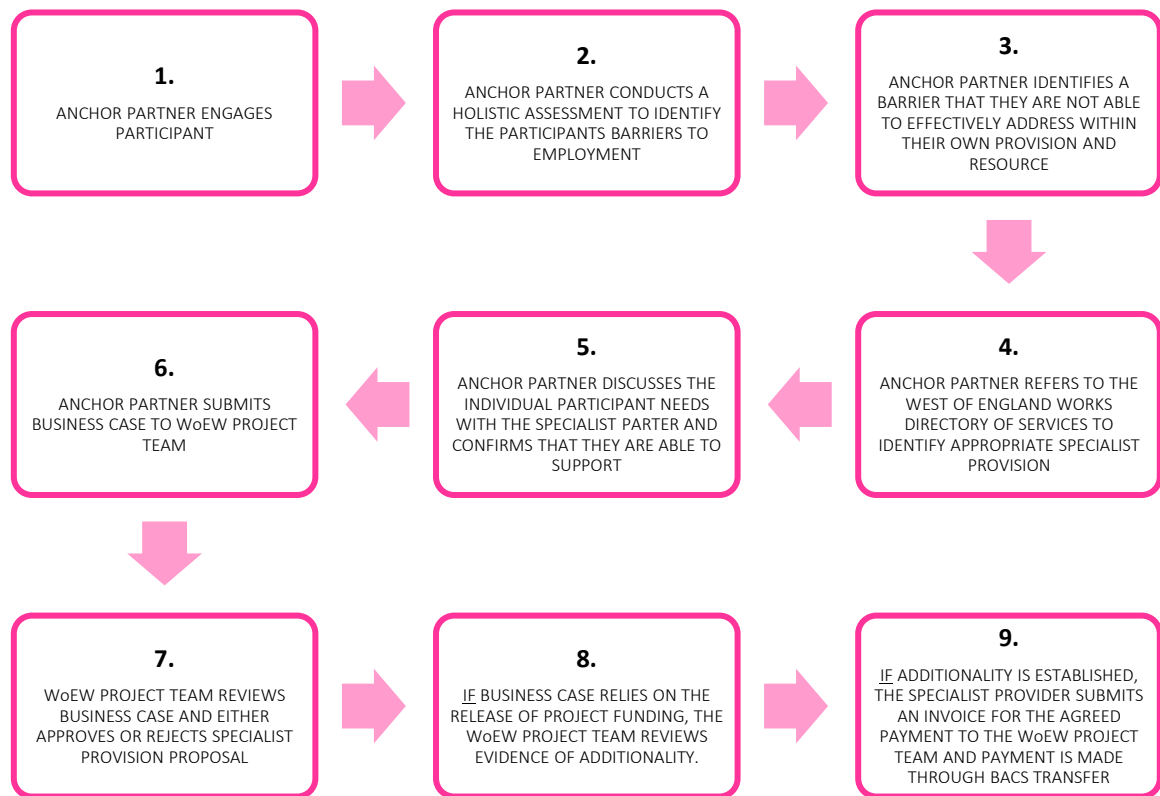 1.
ANCHOR PARTNER ENGAGES
PARTICIPANT
2.
ANCHOR PARTNER CONDUCTS A
HOLISTIC ASSESSMENT TO IDENTIFY
THE PARTICIPANTS BARRIERS TO
EMPLOYMENT
3.
ANCHOR PARTNER IDENTIFIES A
BARRIER THAT THEY ARE NOT ABLE
TO EFFECTIVELY ADDRESS WITHIN
THEIR OWN PROVISION AND
RESOURCE
4.
ANCHOR PARTNER REFERS TO THE
WEST OF ENGLAND WORKS
DIRECTORY OF SERVICES TO
IDENTIFY APPROPRIATE SPECIALIST
PROVISION
5.
ANCHOR PARTNER DISCUSSES THE
INDIVIDUAL PARTICIPANT NEEDS
WITH THE SPECIALIST PARTER AND
CONFIRMS THAT THEY ARE ABLE TO
SUPPORT
6.
ANCHOR PARTNER SUBMITS
BUSINESS CASE TO WoEW PROJECT
TEAM
7.
WoEW PROJECT TEAM REVIEWS
BUSINESS CASE AND EITHER
APPROVES OR REJECTS SPECIALIST
PROVISION PROPOSAL
8.
IF BUSINESS CASE RELIES ON THE
RELEASE OF PROJECT FUNDING, THE
WoEW PROJECT TEAM REVIEWS
EVIDENCE OF ADDITIONALITY.
9.
IF ADDITIONALITY IS ESTABLISHED,
THE SPECIALIST PROVIDER SUBMITS
AN INVOICE FOR THE AGREED
PAYMENT TO THE WoEW PROJECT
TEAM AND PAYMENT IS MADE
THROUGH BACS TRANSFER